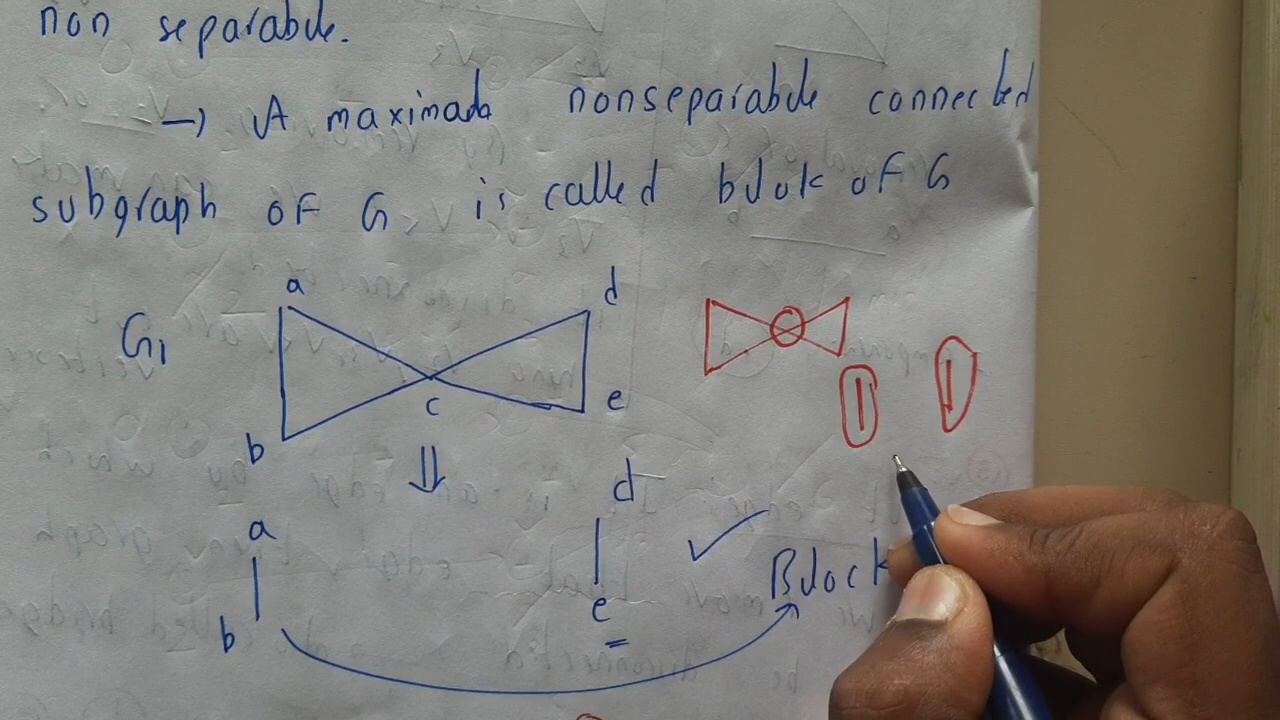 non separable.
→ A maximal nonseparable connected
subgraph of G is called block of G
a
d
G1
c
e
b
⇓
d
a
Block
b
e